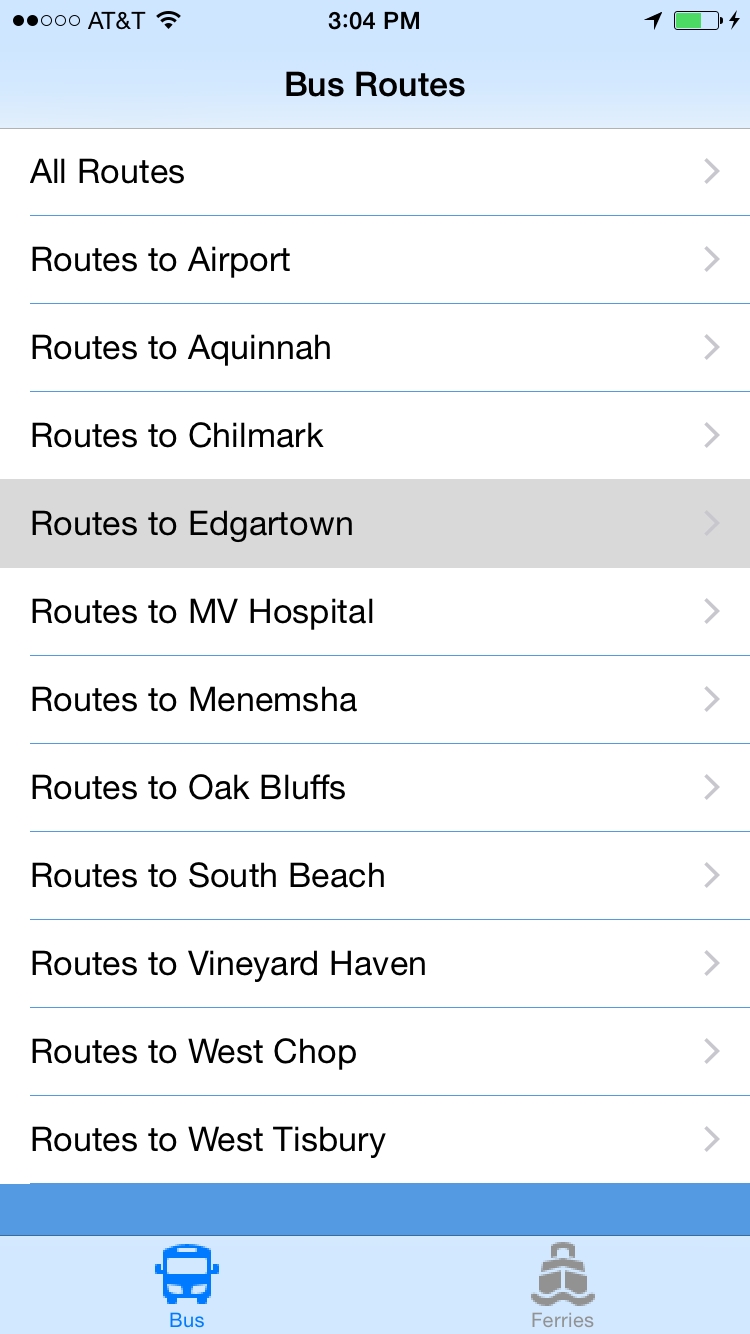 AT&T 3:04 PM
Bus Routes
All Routes
Routes to Airport
Routes to Aquinnah
Routes to Chilmark
Routes to Edgartown
Routes to MV Hospital
Routes to Menemsha
Routes to Oak Bluffs
Routes to South Beach
Routes to Vineyard Haven
Routes to West Chop
Routes to West Tisbury
Bus Ferries